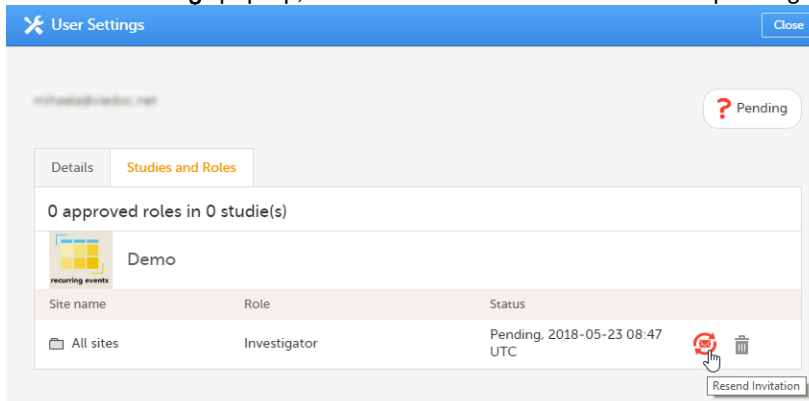 User Settings
Close
Pending
Details
Studies and Roles
0 approved roles in 0 studie(s)
recurring events
Demo
Site name Role Status
All sites Investigator Pending, 2018-05-23 08:47
UTC
Resend Invitation